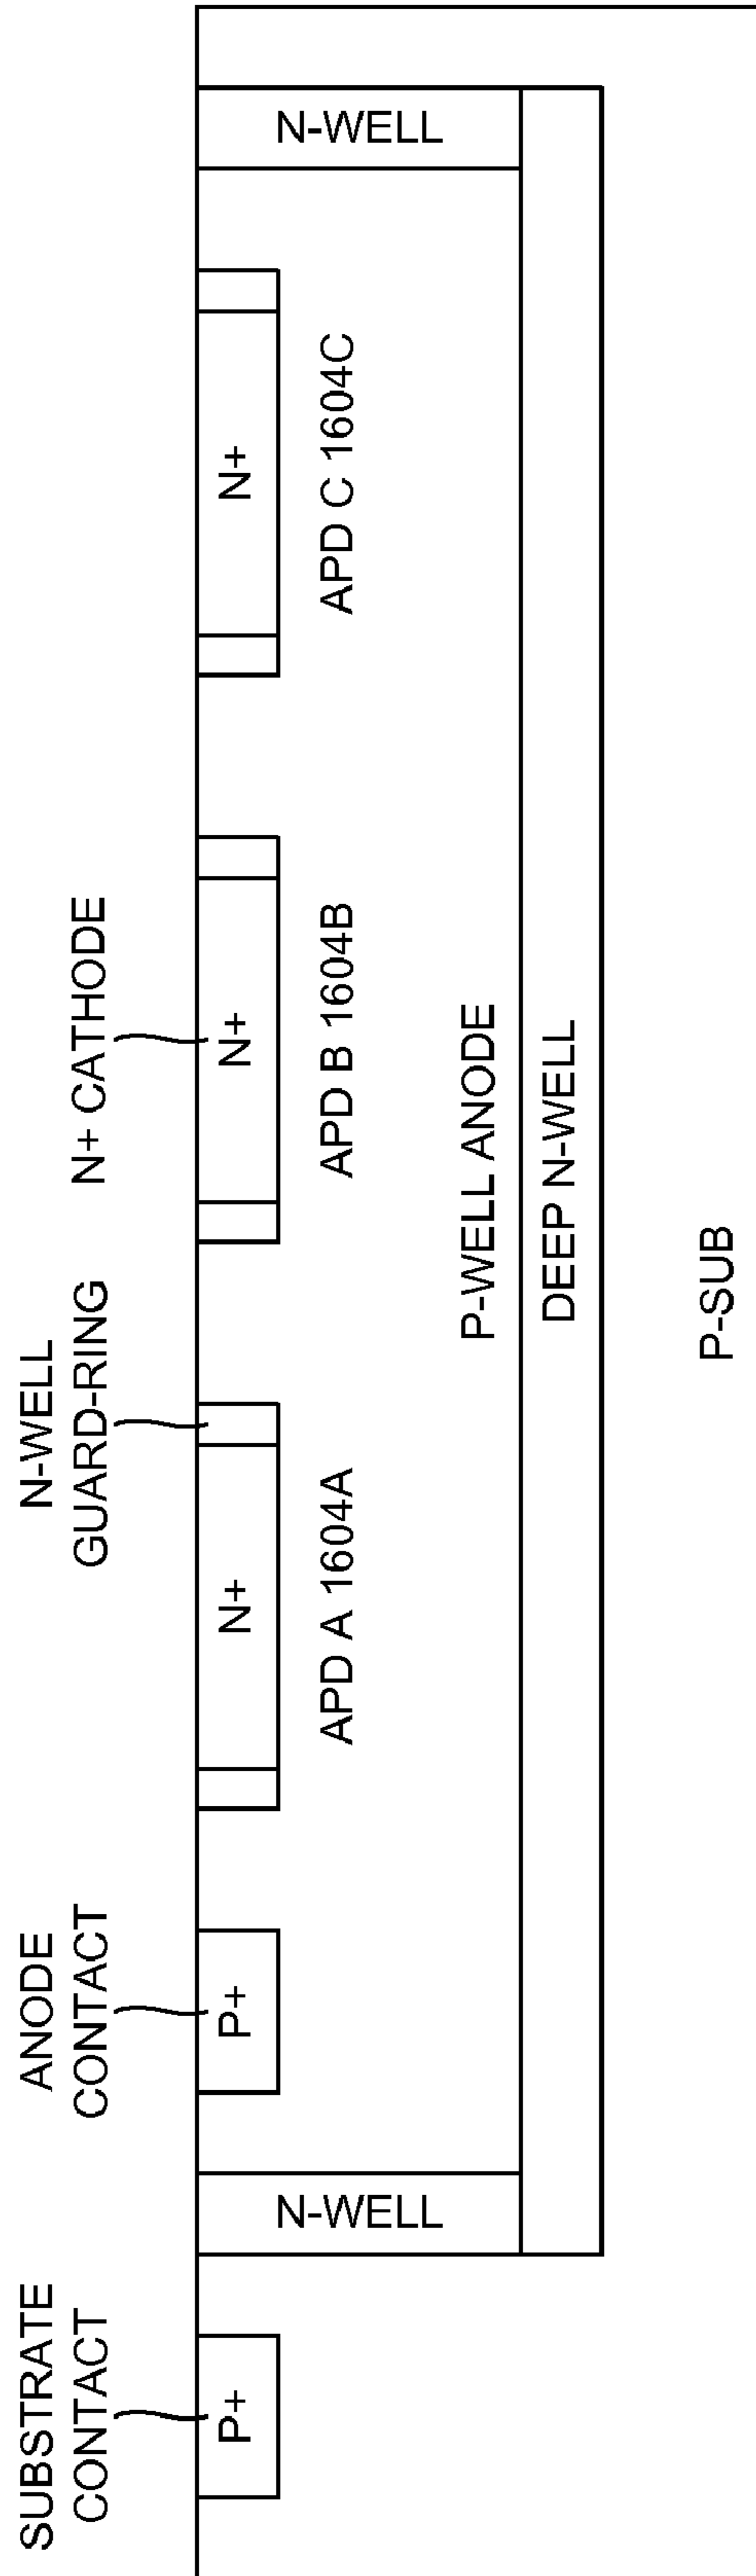 SUBSTRATE
CONTACT
ANODE
CONTACT
N-WELL
GUARD-RING
N+ CATHODE
P+
N-WELL
P+
N+
N+
N+
N-WELL
APD A 1604A
APD B 1604B
APD C 1604C
P-WELL ANODE
DEEP N-WELL
P-SUB